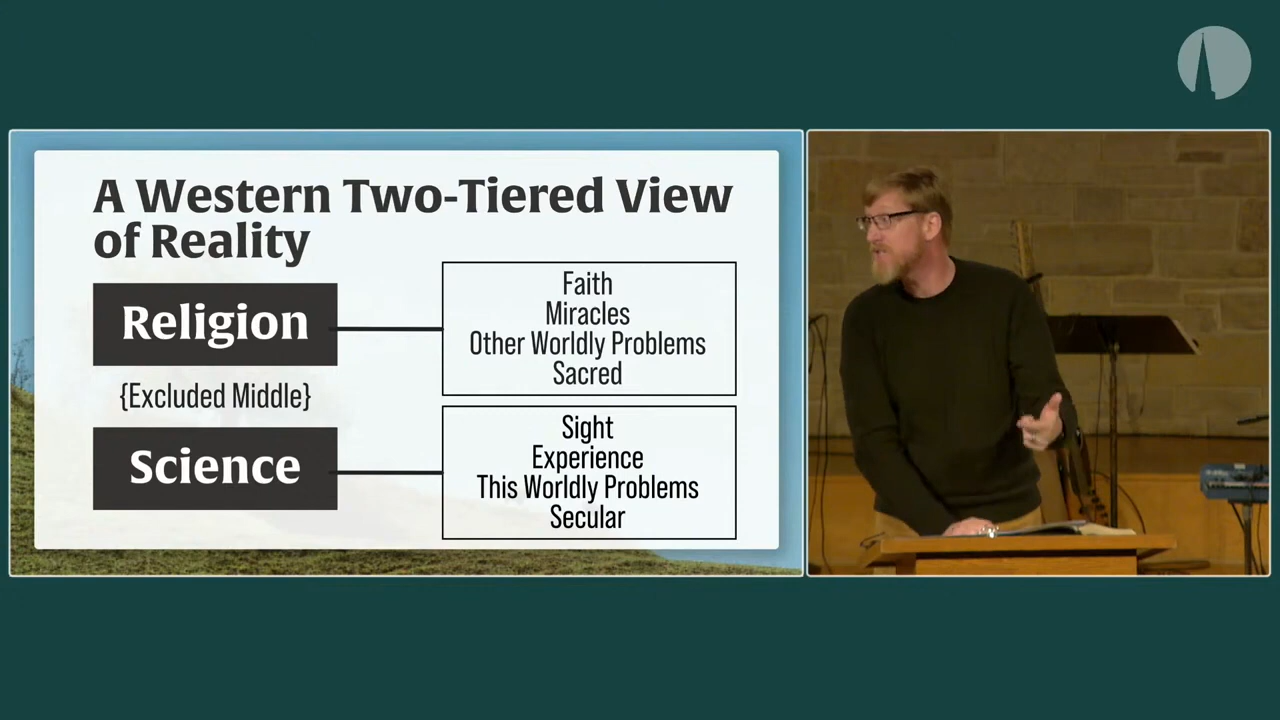 A Western Two-Tiered View
of Reality
Religion
Faith
Miracles
Other Worldly Problems
Sacred
{Excluded Middle}
Science
Sight
Experience
This Worldly Problems
Secular